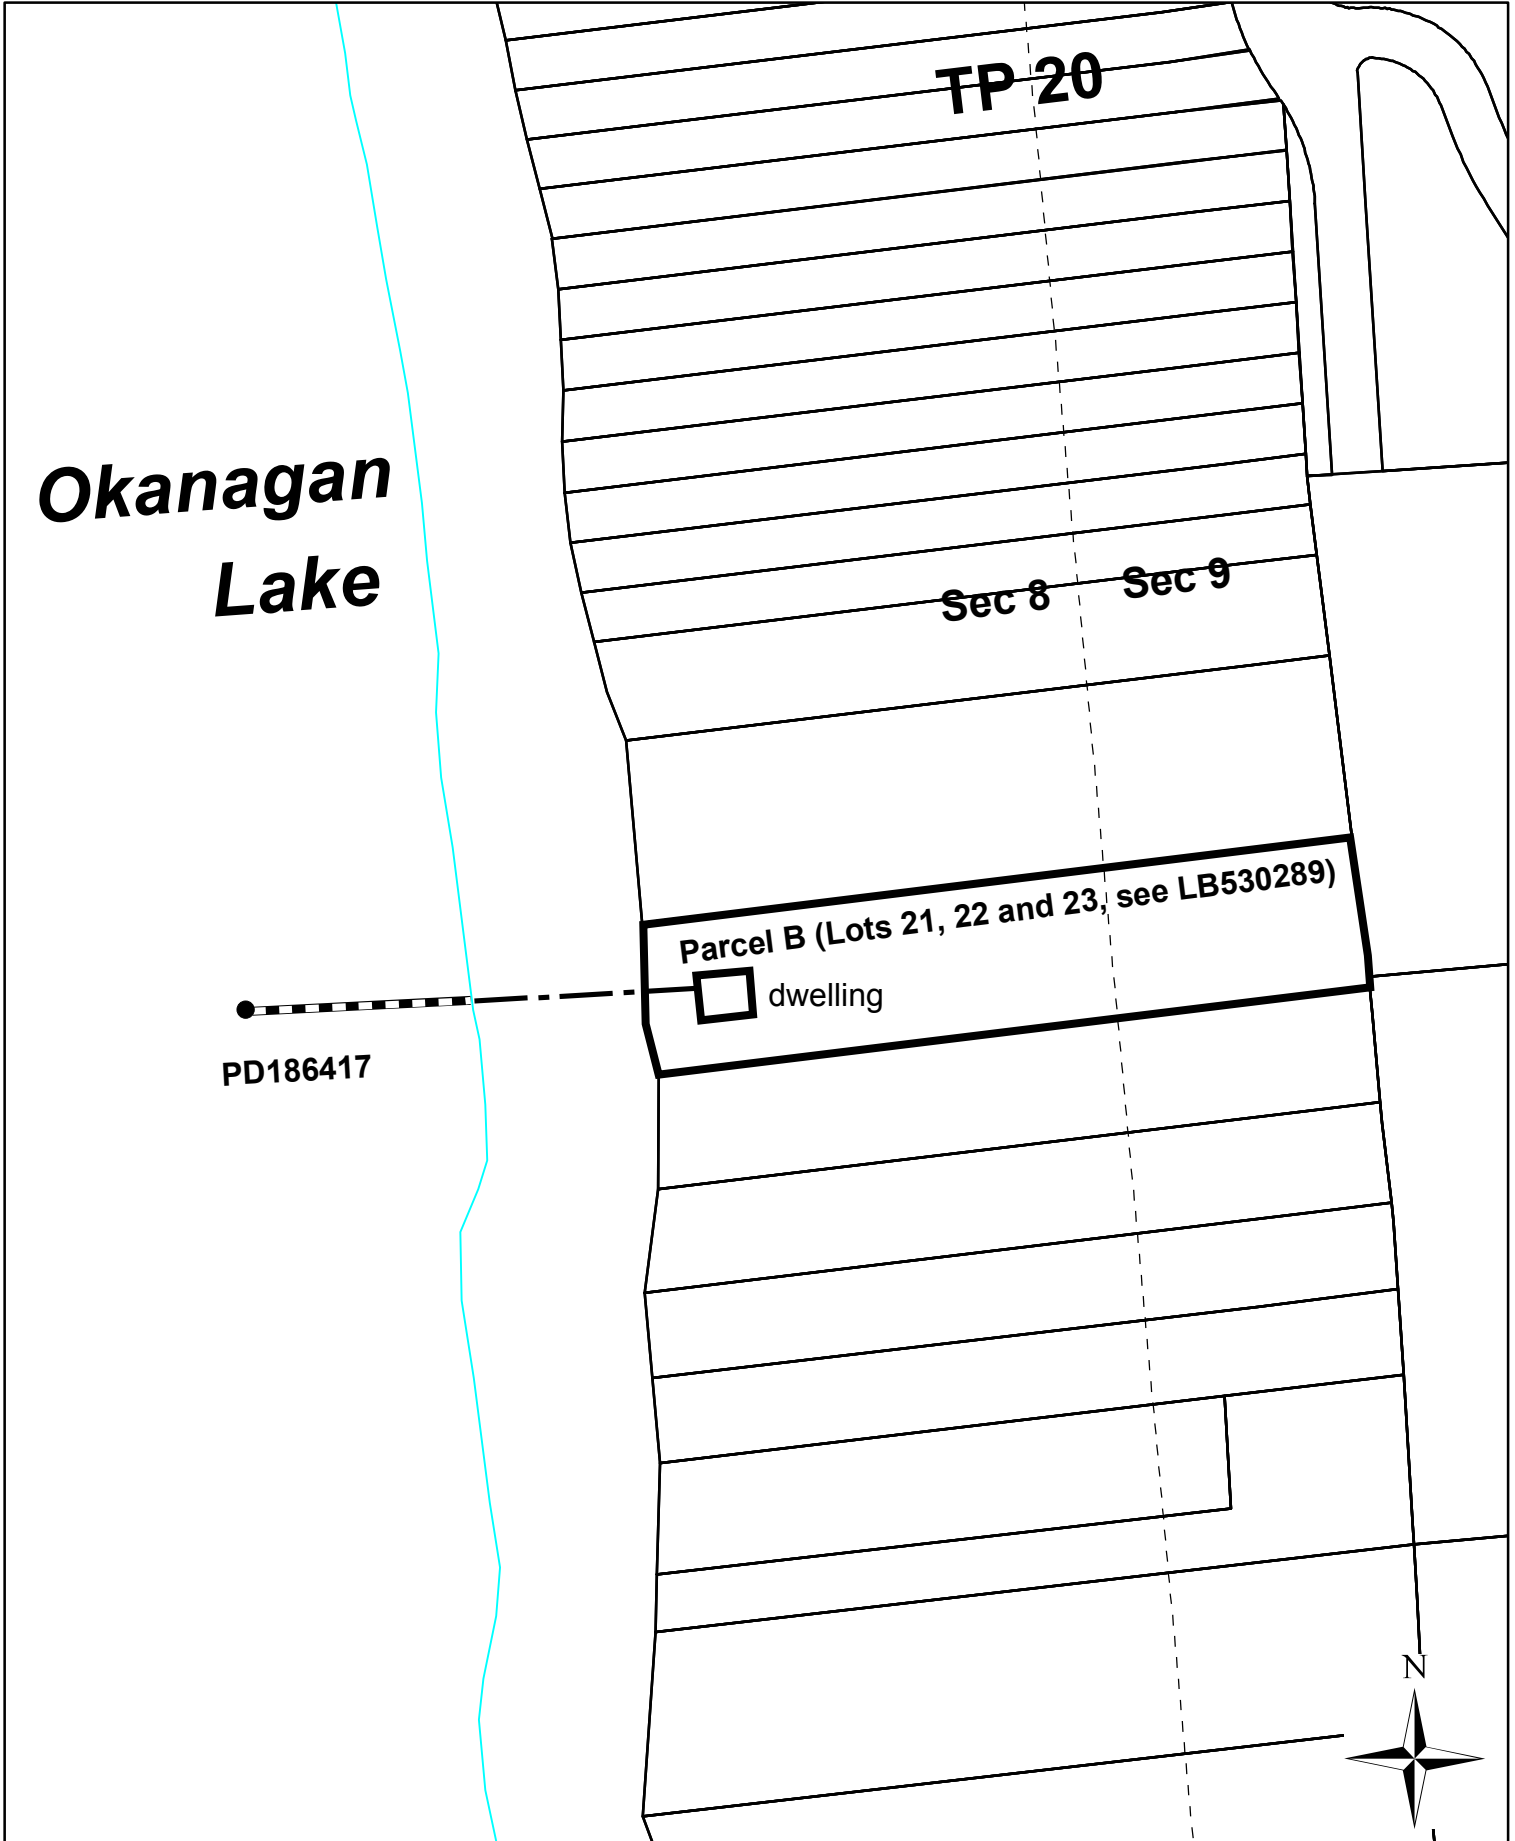 TP 20
Okanagan
Lake
Sec 8
Sec 9
Parcel B (Lots 21, 22 and 23, see LB530289)
dwelling
PD186417
N